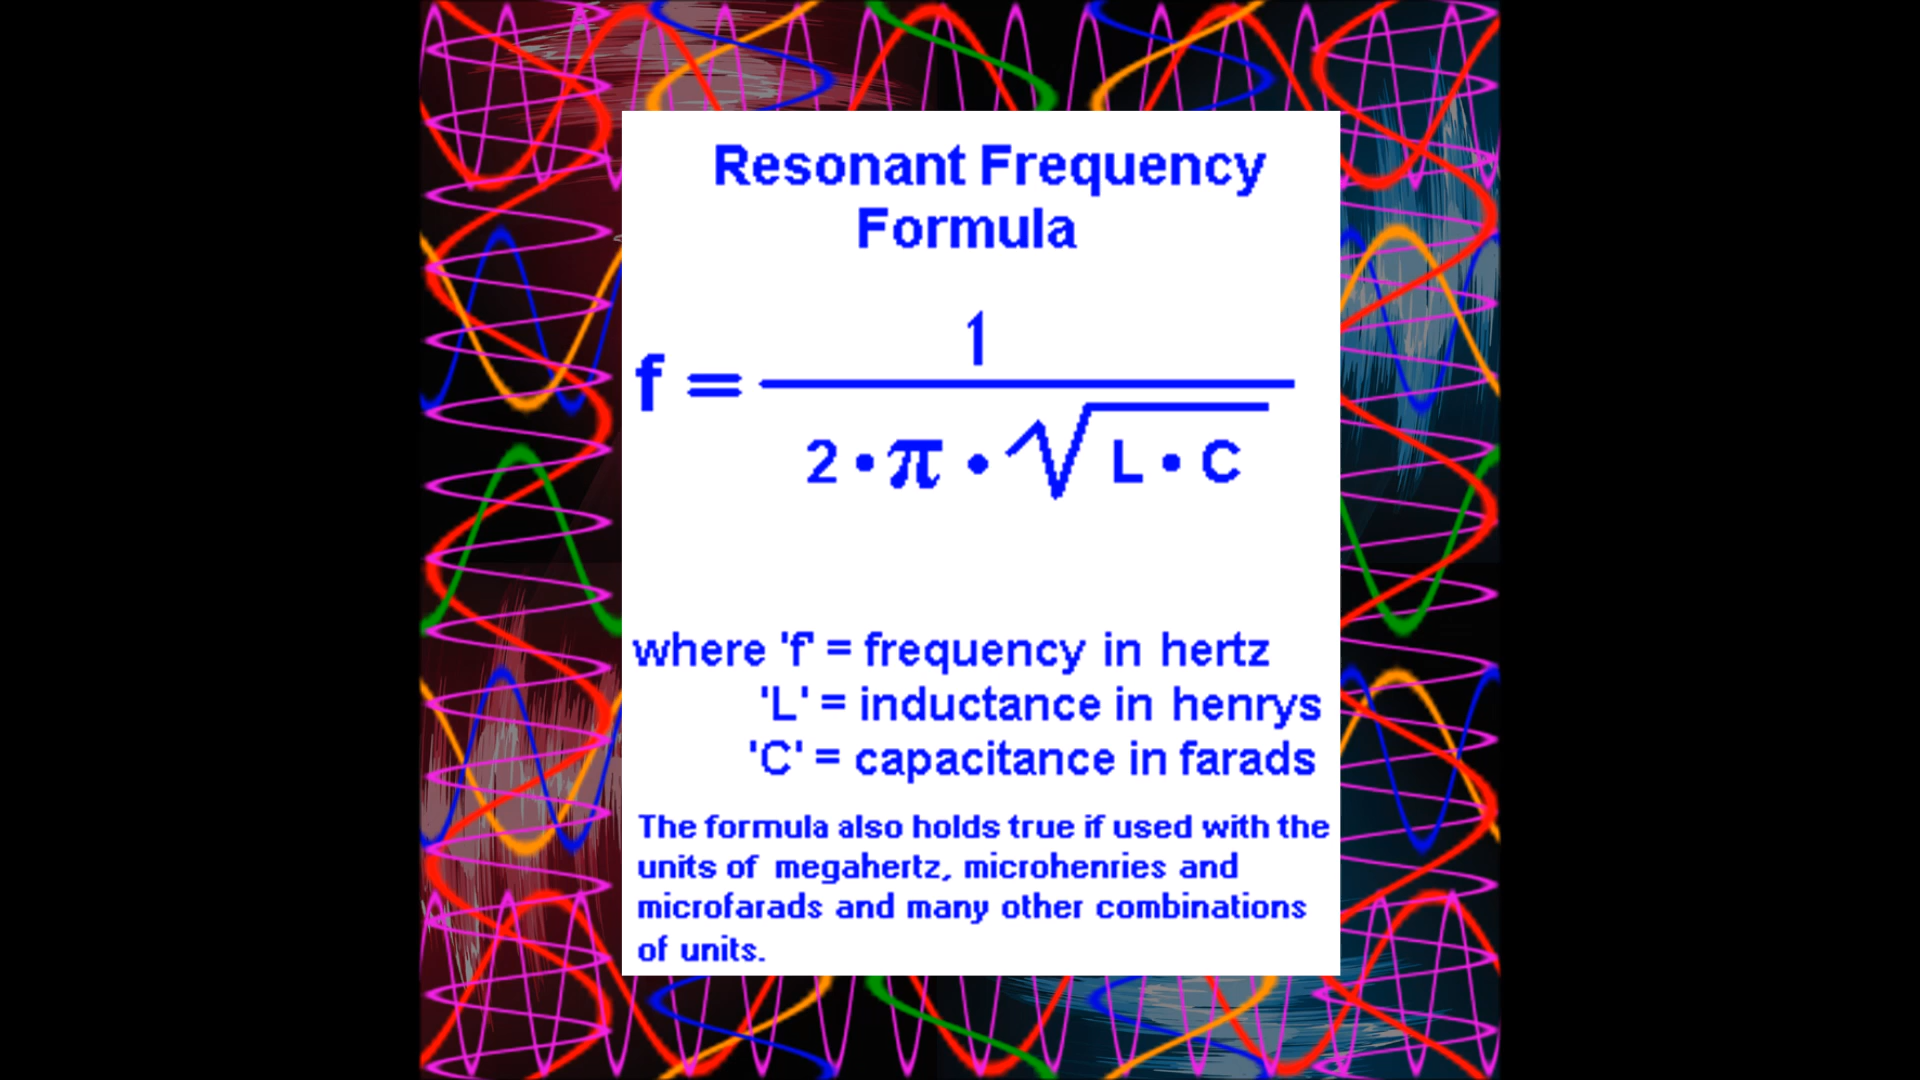 Resonant Frequency
Formula
1
f =
2 • π • √ L • C
where 'f' = frequency in hertz
'L' = inductance in henrys
'C' = capacitance in farads
The formula also holds true if used with the
units of megahertz, microhenries and
microfarads and many other combinations
of units.